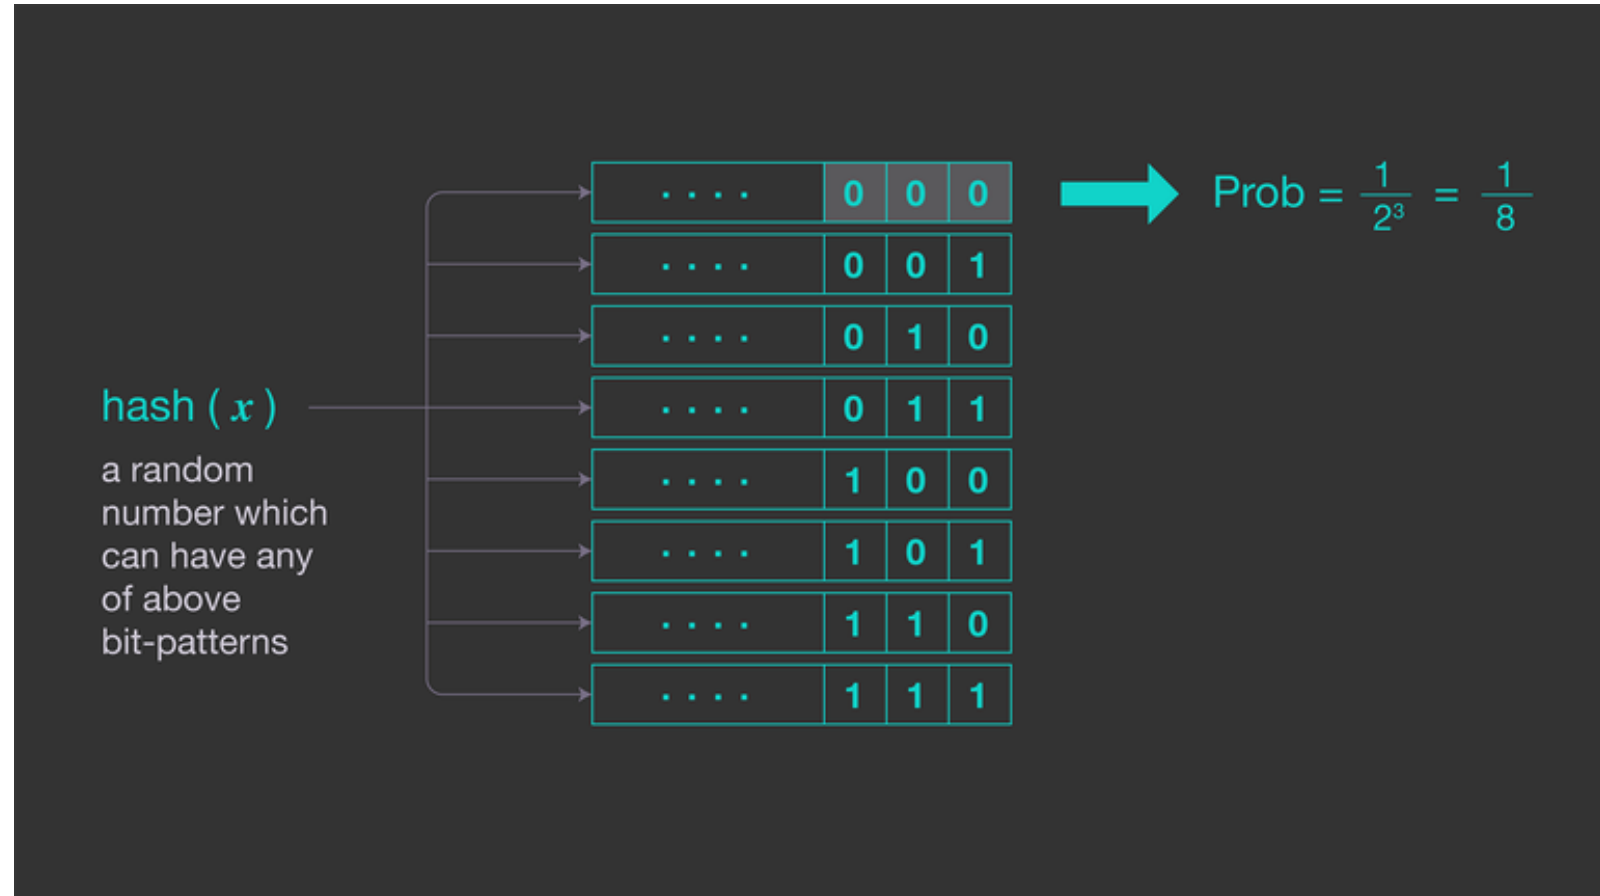 . . . . 0 0 0
Prob = 1/2³ = 1/8
. . . . 0 0 1
. . . . 0 1 0
. . . . 0 1 1
. . . . 1 0 0
. . . . 1 0 1
. . . . 1 1 0
. . . . 1 1 1
hash ( x )
a random
number which
can have any
of above
bit-patterns